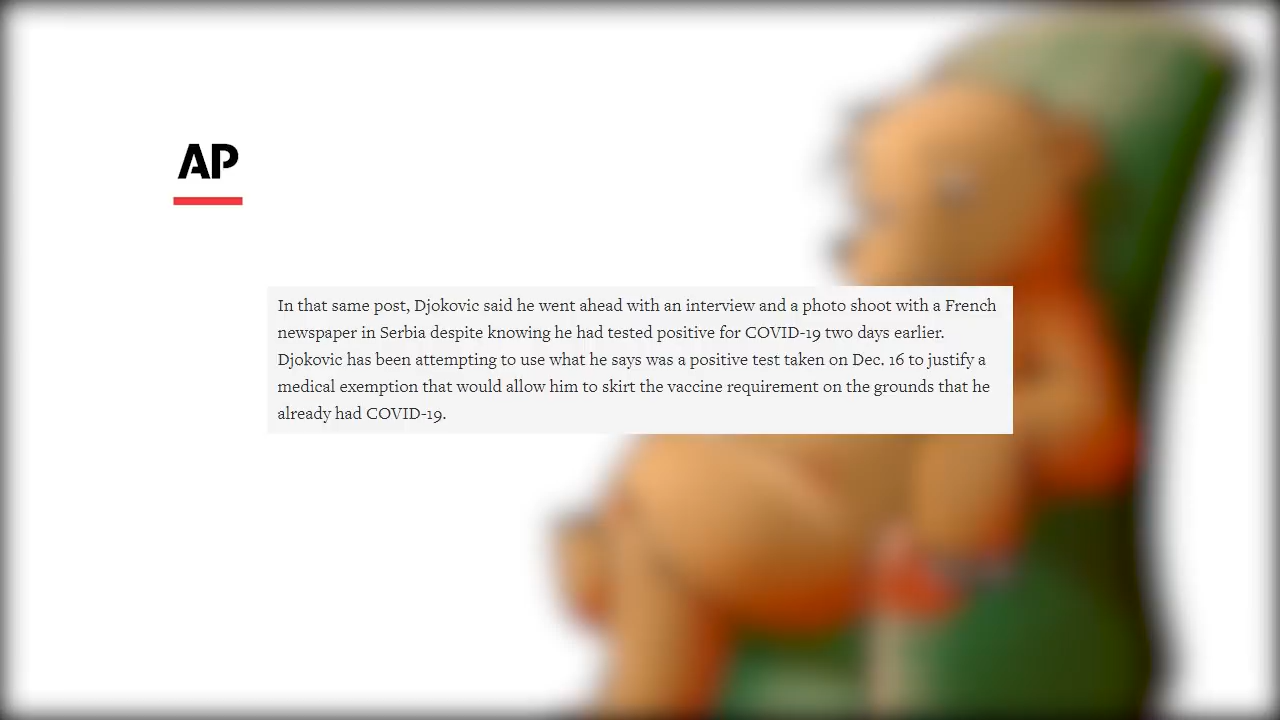 AP
In that same post, Djokovic said he went ahead with an interview and a photo shoot with a French
newspaper in Serbia despite knowing he had tested positive for COVID-19 two days earlier.
Djokovic has been attempting to use what he says was a positive test taken on Dec. 16 to justify a
medical exemption that would allow him to skirt the vaccine requirement on the grounds that he
already had COVID-19.